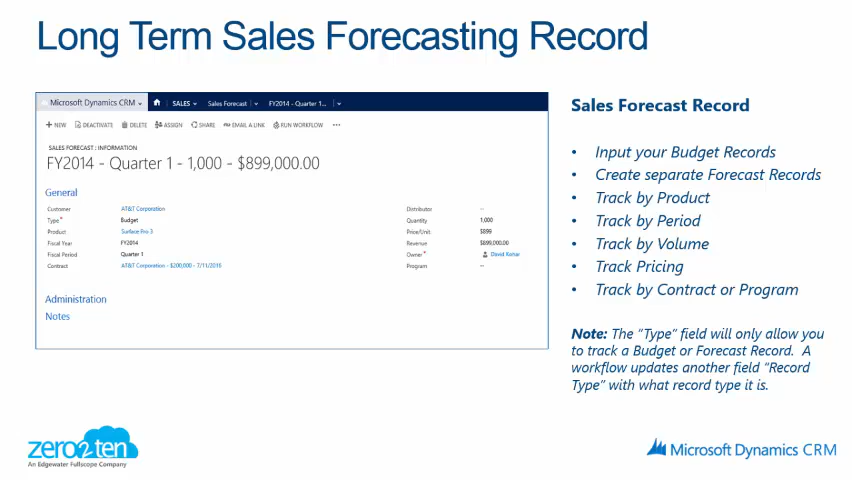 Long Term Sales Forecasting Record
Microsoft Dynamics CRM
SALES
Sales Forecast
FY2014 - Quarter 1...
NEW
DEACTIVATE
DELETE
ASSIGN
SHARE
EMAIL A LINK
RUN WORKFLOW
...
SALES FORECAST : INFORMATION
FY2014 - Quarter 1 - 1,000 - $899,000.00
General
Customer AT&T Corporation Distributor --
Type* Budget Quantity 1,000
Product Surface Pro 3 Price/Unit $899
Fiscal Year FY2014 Revenue $899,000.00
Fiscal Period Quarter 1 Owner* David Kohar
Contract AT&T Corporation - $200,000 - 7/11/2016 Program --
Administration
Notes
Sales Forecast Record
• Input your Budget Records
• Create separate Forecast Records
• Track by Product
• Track by Period
• Track by Volume
• Track Pricing
• Track by Contract or Program
Note: The "Type" field will only allow you
to track a Budget or Forecast Record. A
workflow updates another field "Record
Type" with what record type it is.
zero2ten
An Edgewater Fullscope Company
Microsoft Dynamics CRM